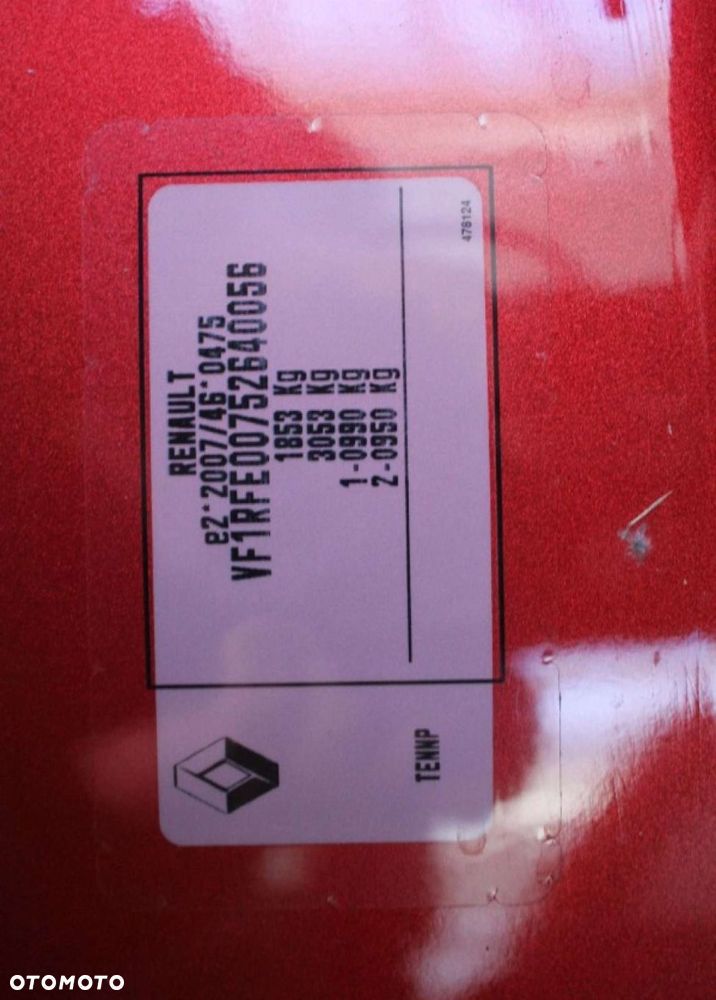 RENAULT
e2*2007/46*0475
VF1RFE00752640056
1853 Kg
3053 Kg
1-0990 Kg
2-0950 Kg
478124
TENNP
OTOMOTO